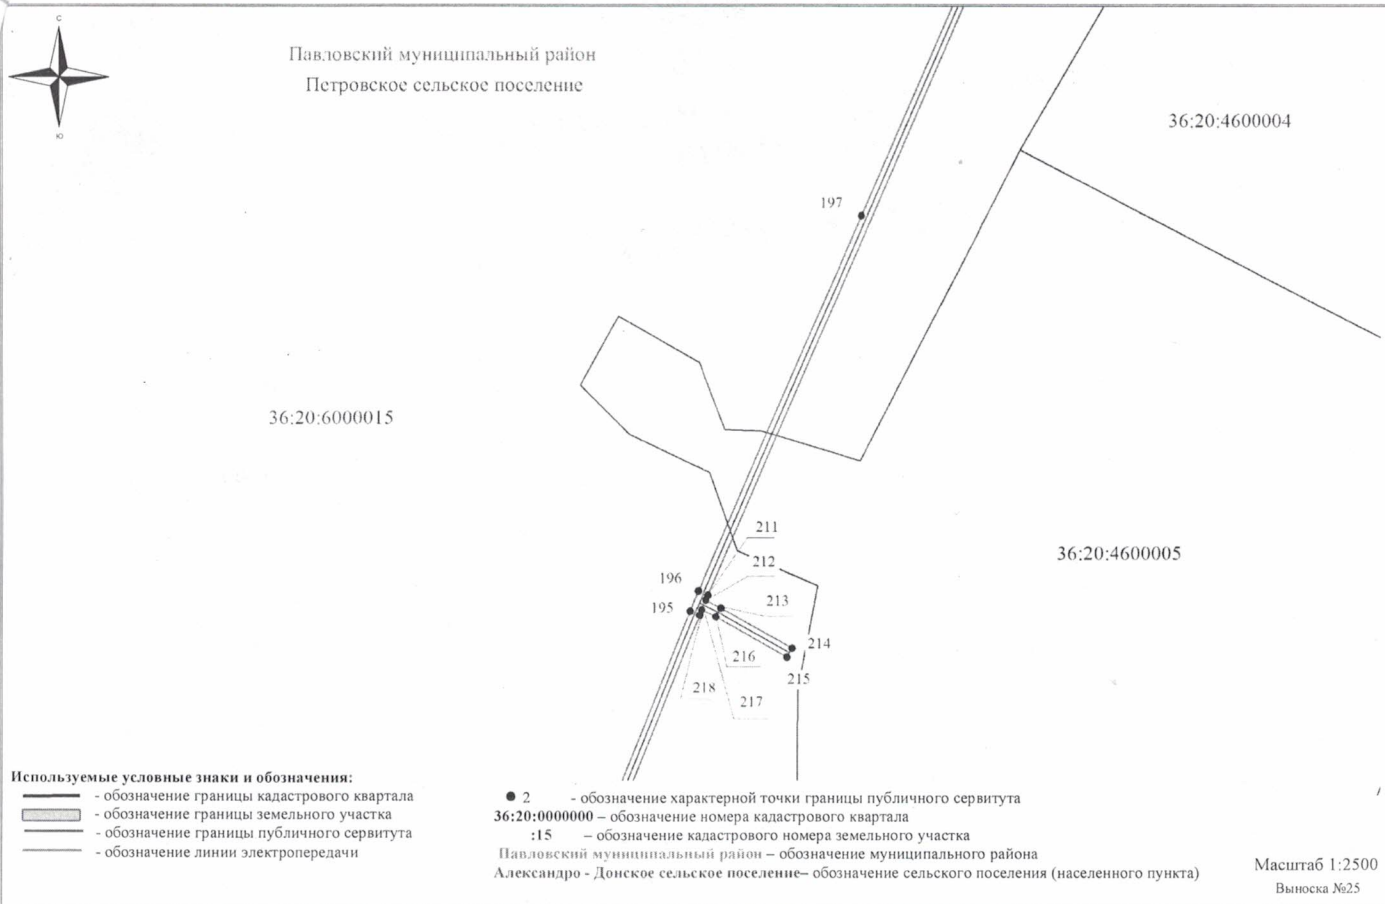 С
Ю
Павловский муниципальный район
Петровское сельское поселение
36:20:4600004
197
36:20:6000015
211
36:20:4600005
212
196
213
195
214
216
215
218
217
Используемые условные знаки и обозначения:
- обозначение границы кадастрового квартала
- обозначение границы земельного участка
- обозначение границы публичного сервитута
- обозначение линии электропередачи
2 - обозначение характерной точки границы публичного сервитута
36:20:0000000 – обозначение номера кадастрового квартала
:15 – обозначение кадастрового номера земельного участка
Павловский муниципальный район – обозначение муниципального района
Александро - Донское сельское поселение– обозначение сельского поселения (населенного пункта)
Масштаб 1:2500
Выноска №25